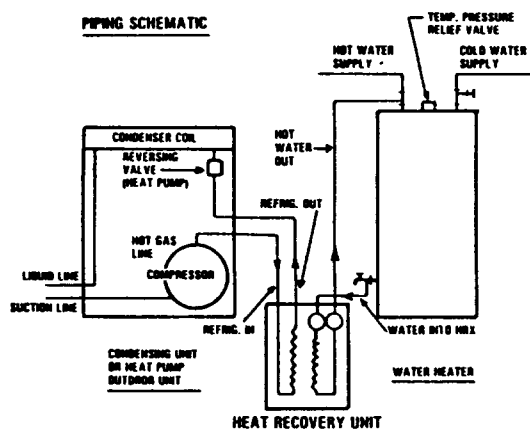 PIPING SCHEMATIC
TEMP. PRESSURE
RELIEF VALVE
HOT WATER
SUPPLY
COLD WATER
SUPPLY
CONDENSER COIL
REVERSING
VALVE
(HEAT PUMP)
HOT
WATER
OUT
REFRIG. OUT
HOT GAS
LINE
COMPRESSOR
LIQUID LINE
SUCTION LINE
REFRIG. IN
WATER INTO HRX
CONDENSING UNIT
OR HEAT PUMP
OUTDOOR UNIT
WATER HEATER
HEAT RECOVERY UNIT